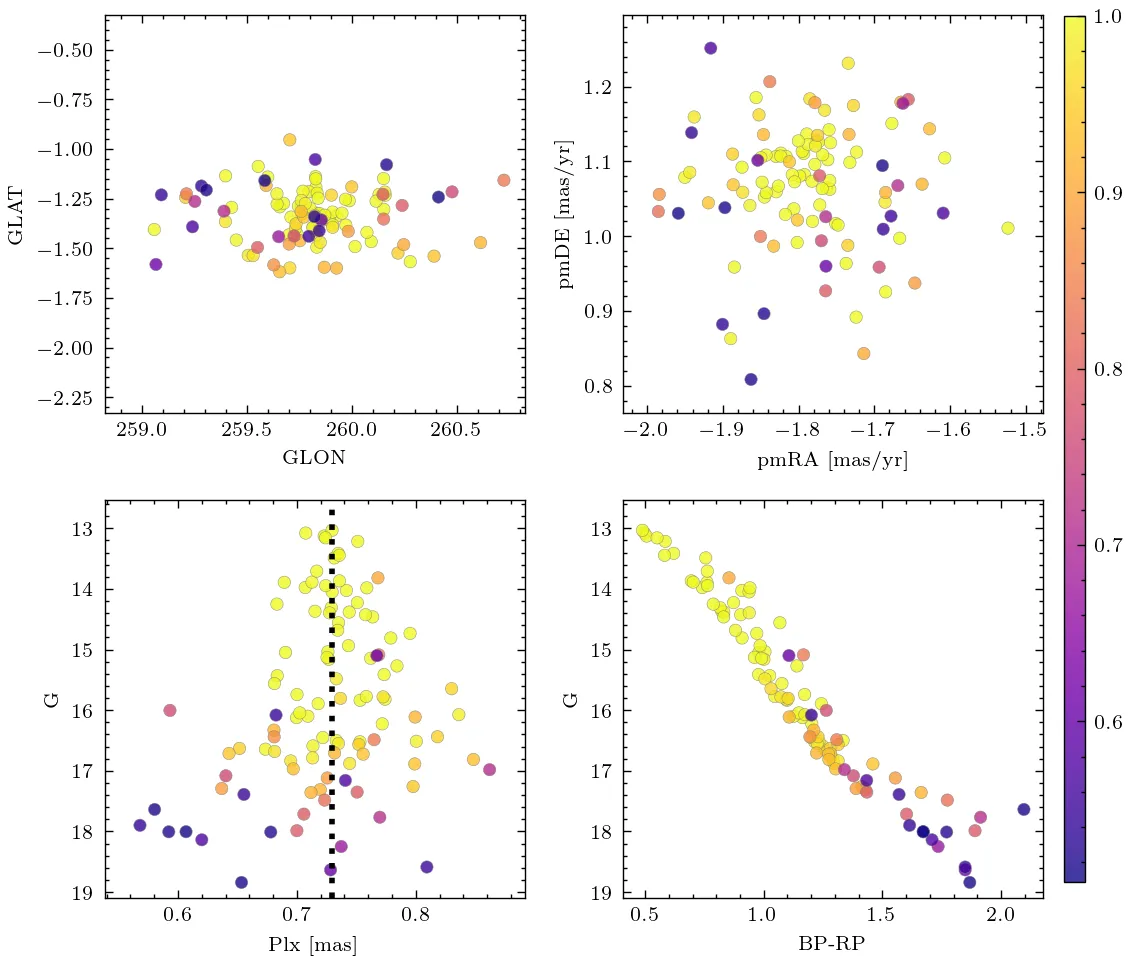 −0.50
−0.75
−1.00
−1.25
−1.50
−1.75
−2.00
−2.25
GLAT
259.0 259.5 260.0 260.5
GLON
1.2
1.1
1.0
0.9
0.8
pmDE [mas/yr]
−2.0 −1.9 −1.8 −1.7 −1.6 −1.5
pmRA [mas/yr]
1.0
0.9
0.8
0.7
0.6
13
14
15
16
17
18
19
G
0.6 0.7 0.8
Plx [mas]
13
14
15
16
17
18
19
G
0.5 1.0 1.5 2.0
BP-RP